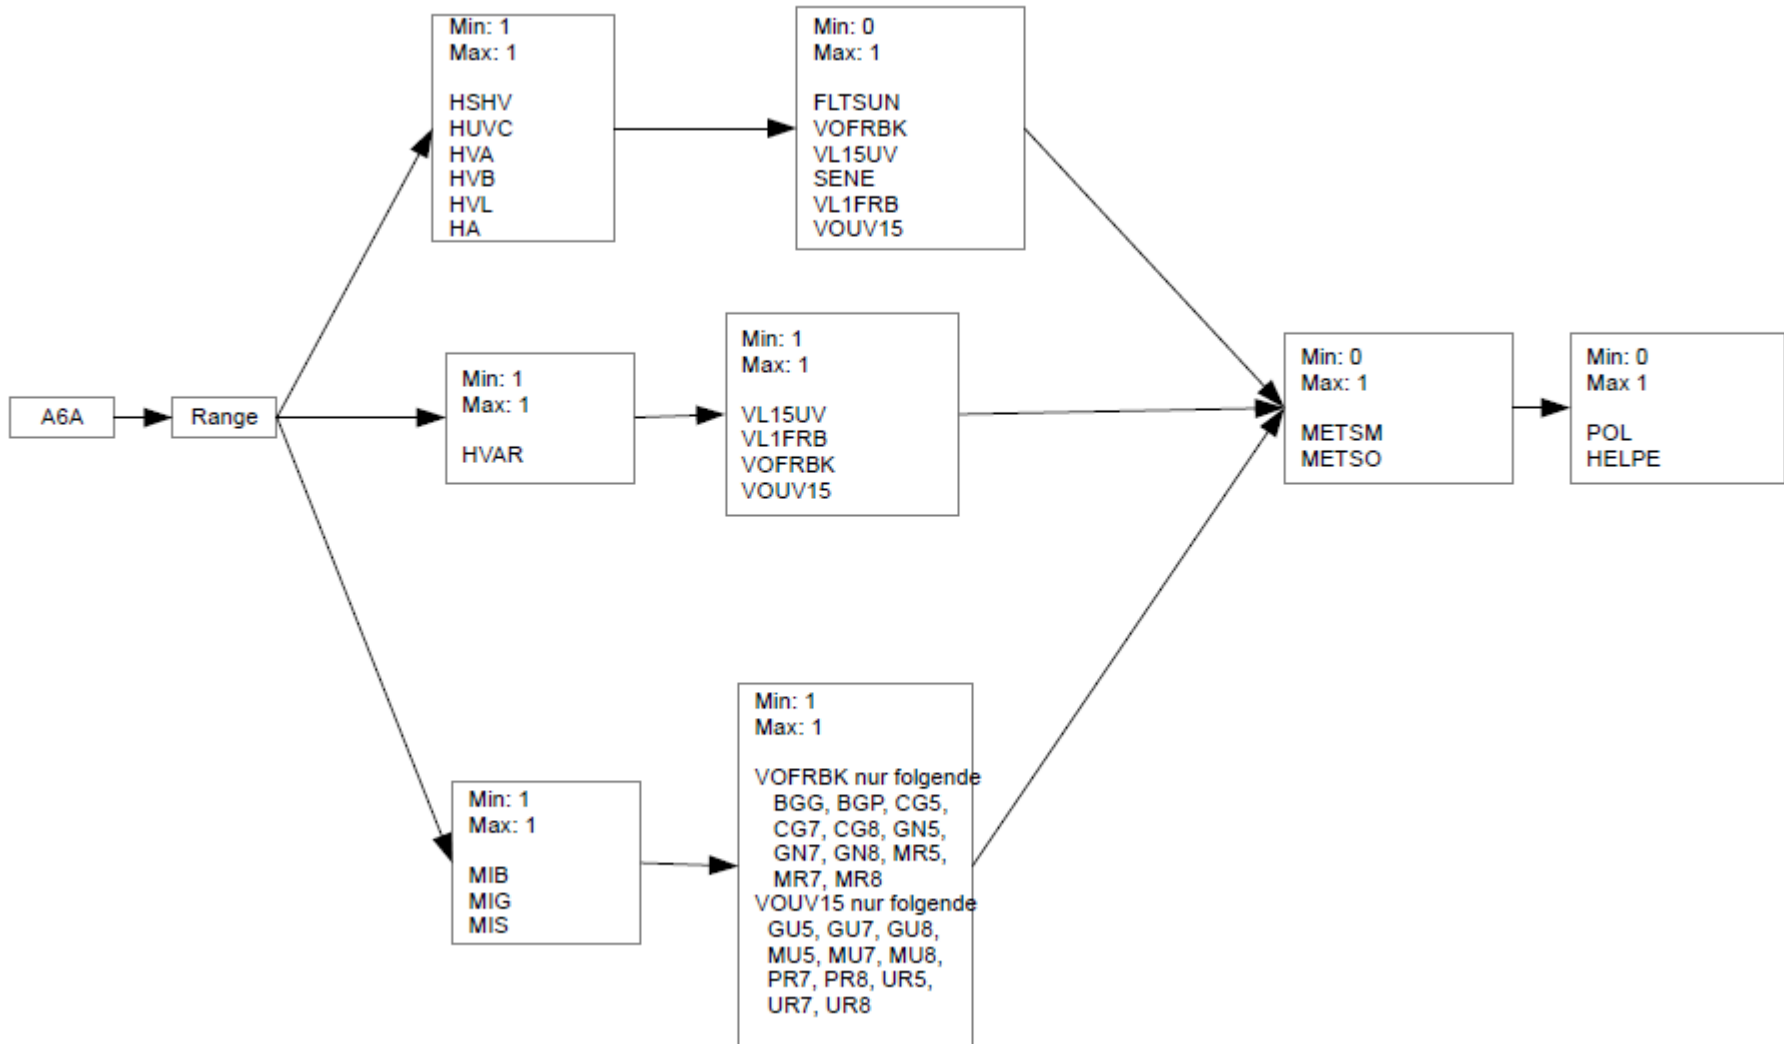 A6A
Range
Min: 1
Max: 1
HSHV
HUVC
HVA
HVB
HVL
HA
Min: 0
Max: 1
FLTSUN
VOFRBK
VL15UV
SENE
VL1FRB
VOUV15
Min: 1
Max: 1
HVAR
Min: 1
Max: 1
VL15UV
VL1FRB
VOFRBK
VOUV15
Min: 1
Max: 1
MIB
MIG
MIS
Min: 1
Max: 1
VOFRBK nur folgende
BGG, BGP, CG5,
CG7, CG8, GN5,
GN7, GN8, MR5,
MR7, MR8
VOUV15 nur folgende
GU5, GU7, GU8,
MU5, MU7, MU8,
PR7, PR8, UR5,
UR7, UR8
Min: 0
Max: 1
METSM
METSO
Min: 0
Max 1
POL
HELPE